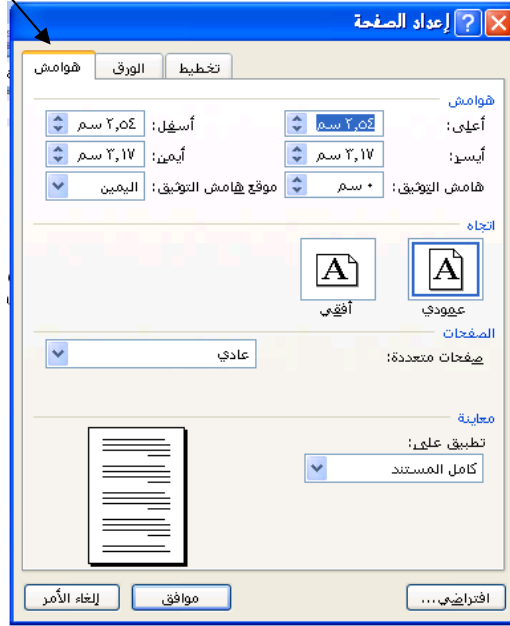 إعداد الصفحة
هوامش الورق تخطيط
هوامش
أعلى: ٢,٥٤ سم أسفل: ٢,٥٤ سم
أيسر: ٣,١٧ سم أيمن: ٣,١٧ سم
هامش التوثيق: ٠ سم موقع هامش التوثيق: اليمين
اتجاه
A A
عمودي أفقي
الصفحات
صفحات متعددة: عادي
معاينة
تطبيق على:
كامل المستند
افتراضي... موافق إلغاء الأمر